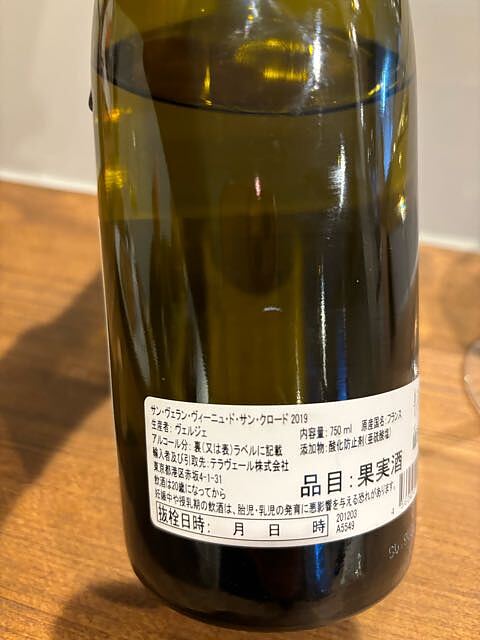 サン・ヴェラン・ヴィーニュ・ド・サン・クロード 2019
生産者: ヴェルジェ 内容量: 750 ml 原産国名: フランス
アルコール分: 裏(又は表)ラベルに記載 添加物: 酸化防止剤(亜硫酸塩)
輸入者及び引取先: テラヴェール株式会社
東京都港区赤坂4-1-31
品目: 果実酒
飲酒は20歳になってから
妊娠中や授乳期の飲酒は、胎児・乳児の発育に悪影響を与える恐れがあります。
抜栓日時: 月 日 時
201203
A5549
4